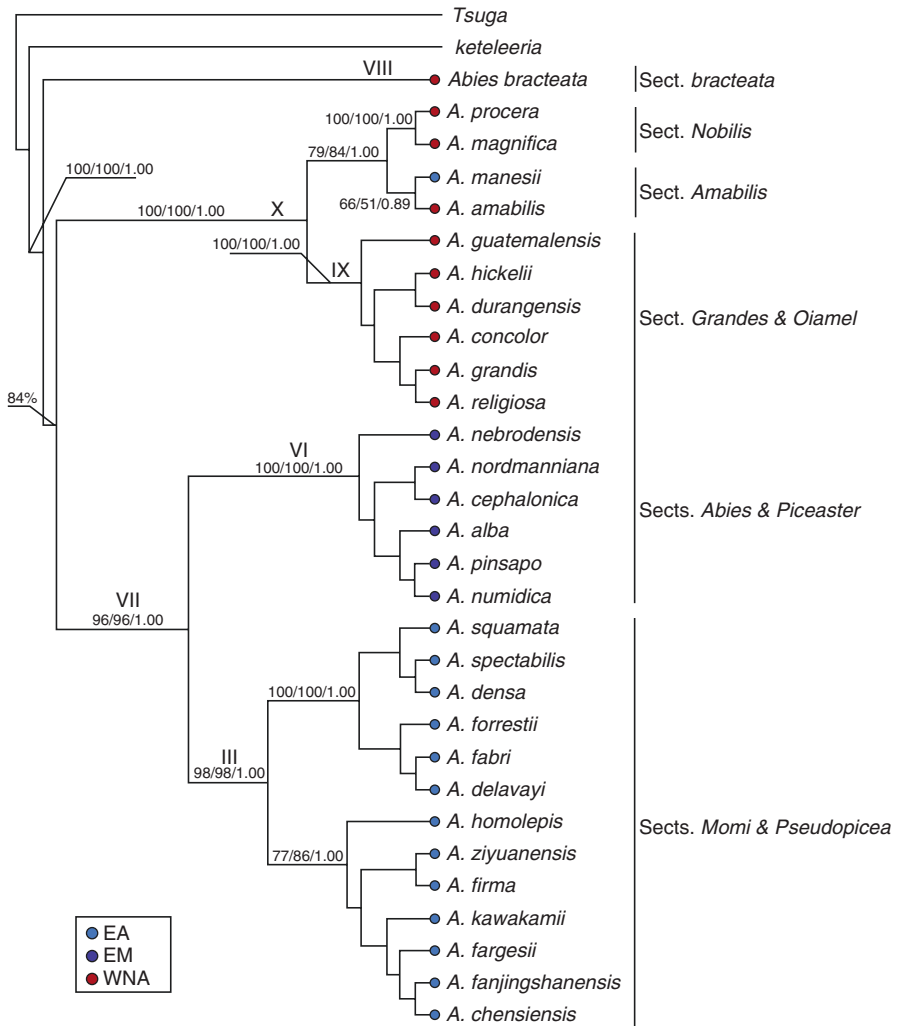 Tsuga
keteleeria
VIII
Abies bracteata
Sect. bracteata
A. procera
100/100/1.00
A. magnifica
Sect. Nobilis
79/84/1.00
A. manesii
100/100/1.00
Sect. Amabilis
66/51/0.89
A. amabilis
X
100/100/1.00
A. guatemalensis
100/100/1.00
IX
A. hickelii
A. durangensis
Sect. Grandes & Oiamel
A. concolor
A. grandis
84%
A. religiosa
A. nebrodensis
VI
100/100/1.00
A. nordmanniana
A. cephalonica
Sects. Abies & Piceaster
A. alba
A. pinsapo
A. numidica
VII
96/96/1.00
A. squamata
A. spectabilis
100/100/1.00
A. densa
A. forrestii
III
98/98/1.00
A. fabri
A. delavayi
A. homolepis
Sects. Momi & Pseudopicea
77/86/1.00
A. ziyuanensis
A. firma
A. kawakamii
EA
A. fargesii
EM
WNA
A. fanjingshanensis
A. chensiensis